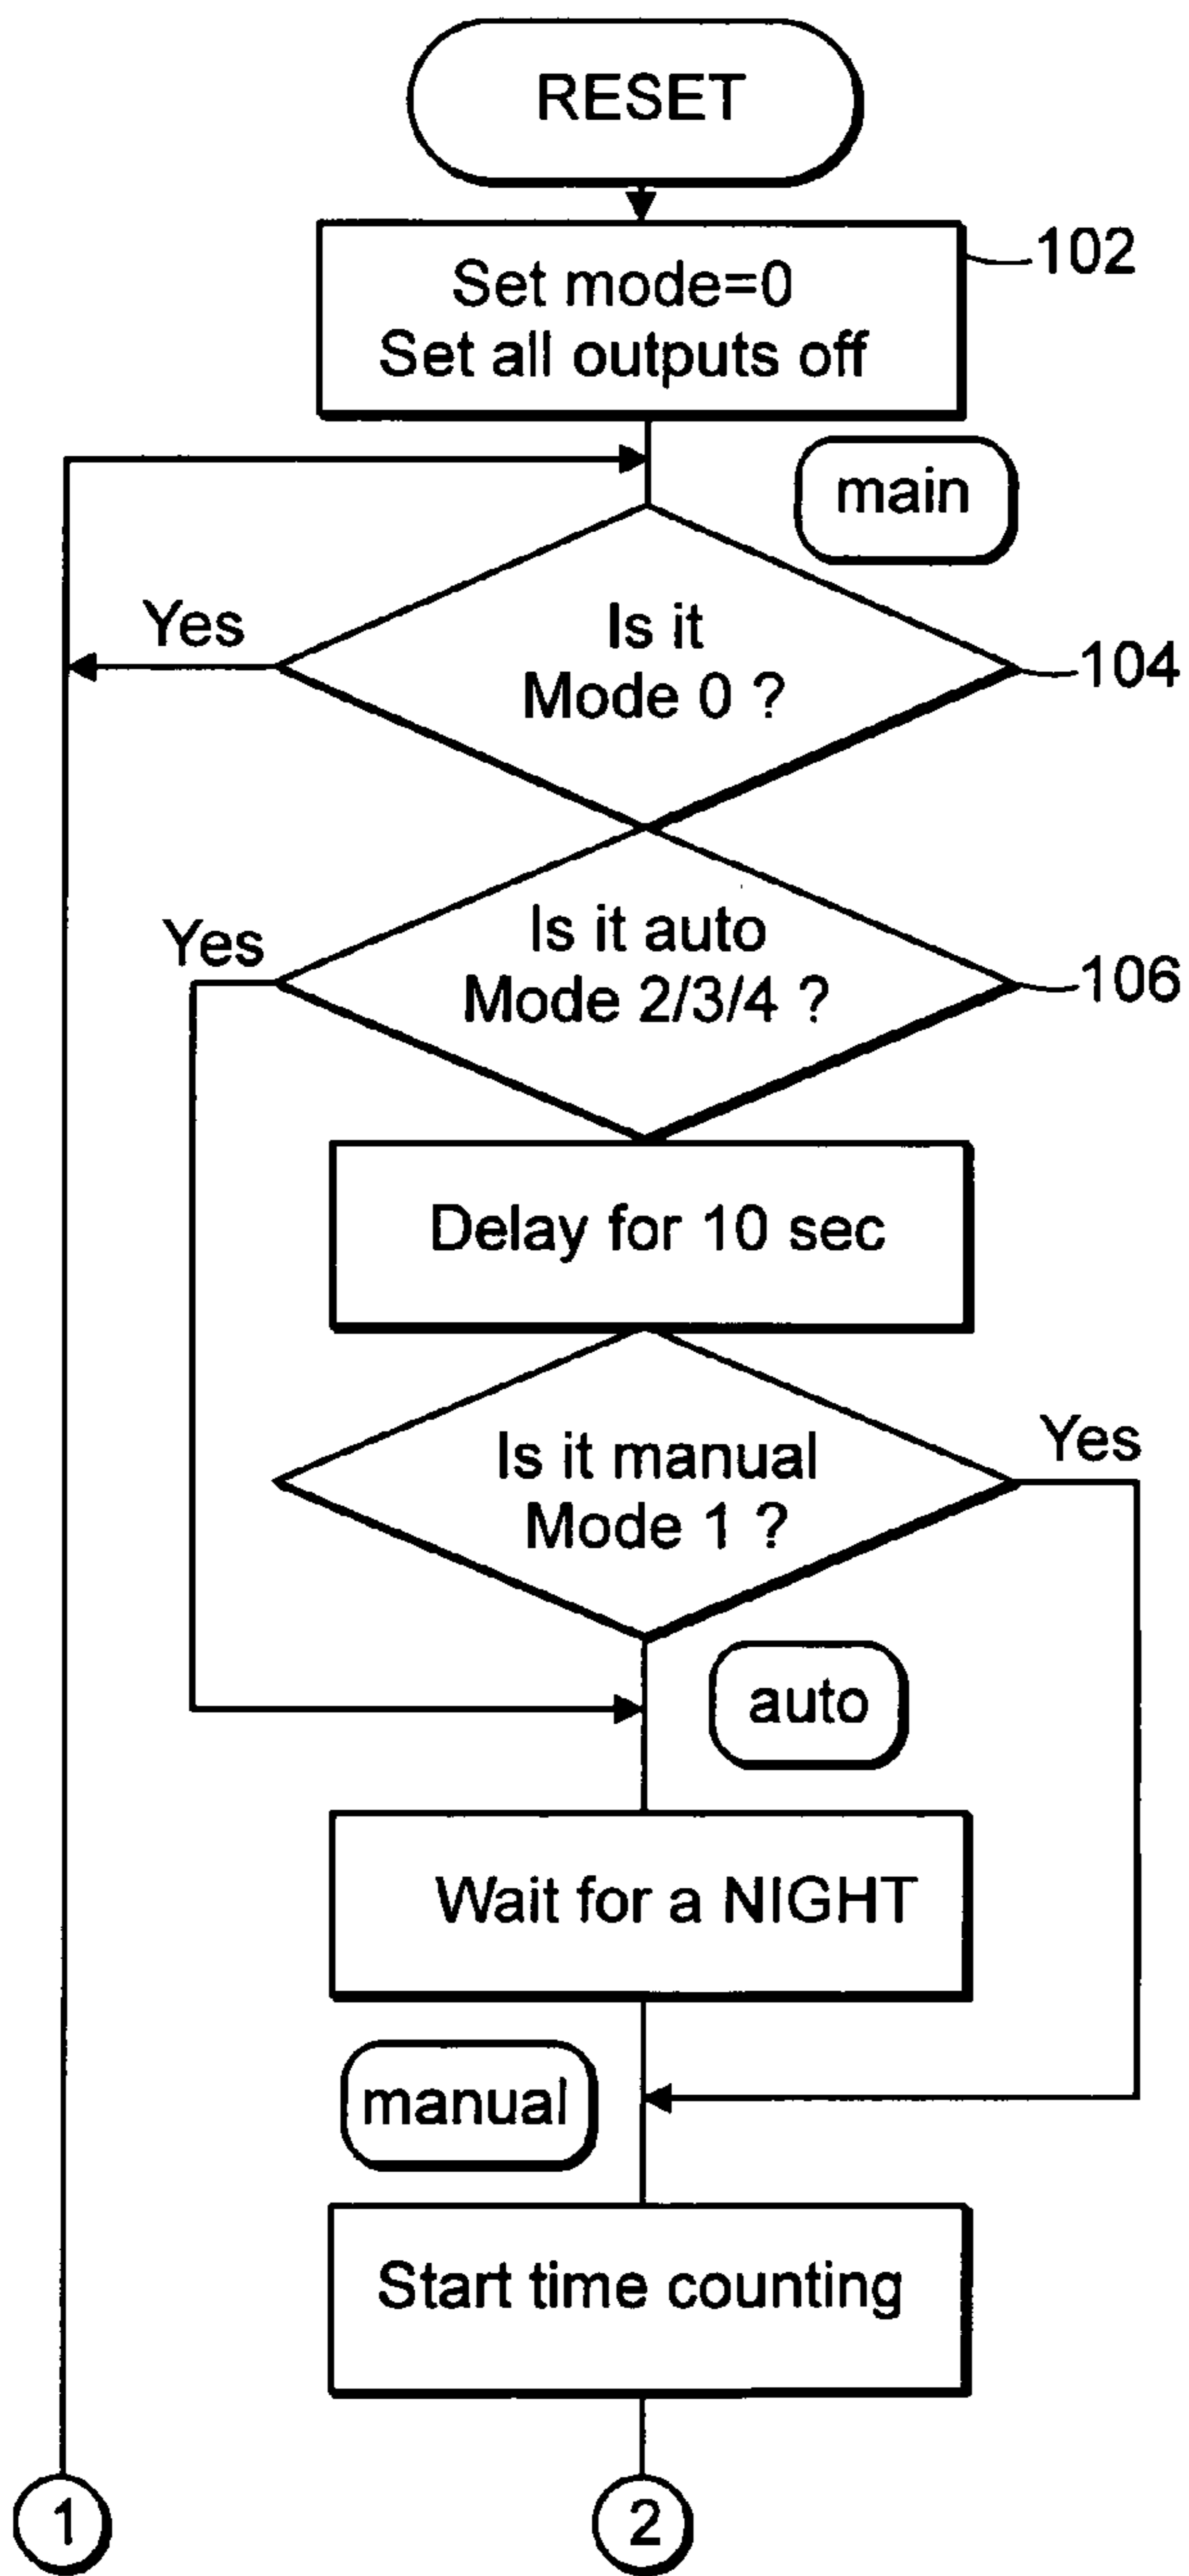 RESET
Set mode=0
Set all outputs off
102
main
Yes
Is it
Mode 0 ?
104
Yes
Is it auto
Mode 2/3/4 ?
106
Delay for 10 sec
Is it manual
Mode 1 ?
Yes
auto
Wait for a NIGHT
manual
Start time counting
1
2